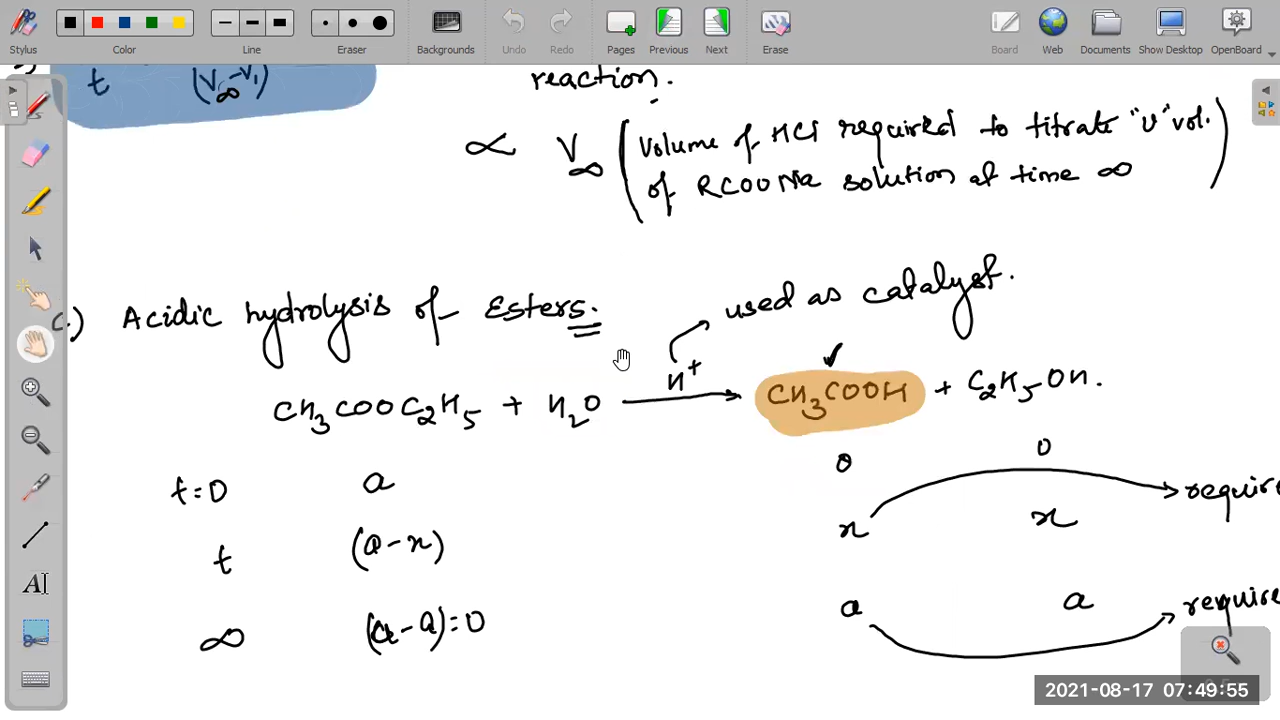 Stylus Color Line Eraser Backgrounds Undo Redo Pages Previous Next Erase Board Web Documents Show Desktop OpenBoard
t (V∞-V₁)
reaction.
∝ V∞ (Volume of HCl required to titrate "V" vol.
of RCOONa solution at time ∞)
c.) Acidic hydrolysis of Esters.
used as catalyst.
CH₃COOC₂H₅ + H₂O H⁺ → CH₃COOH + C₂H₅OH.
0 0
t=0 a
require
t (a-x) x x
∞ (a-a)=0 a a require
2021-08-17 07:49:55